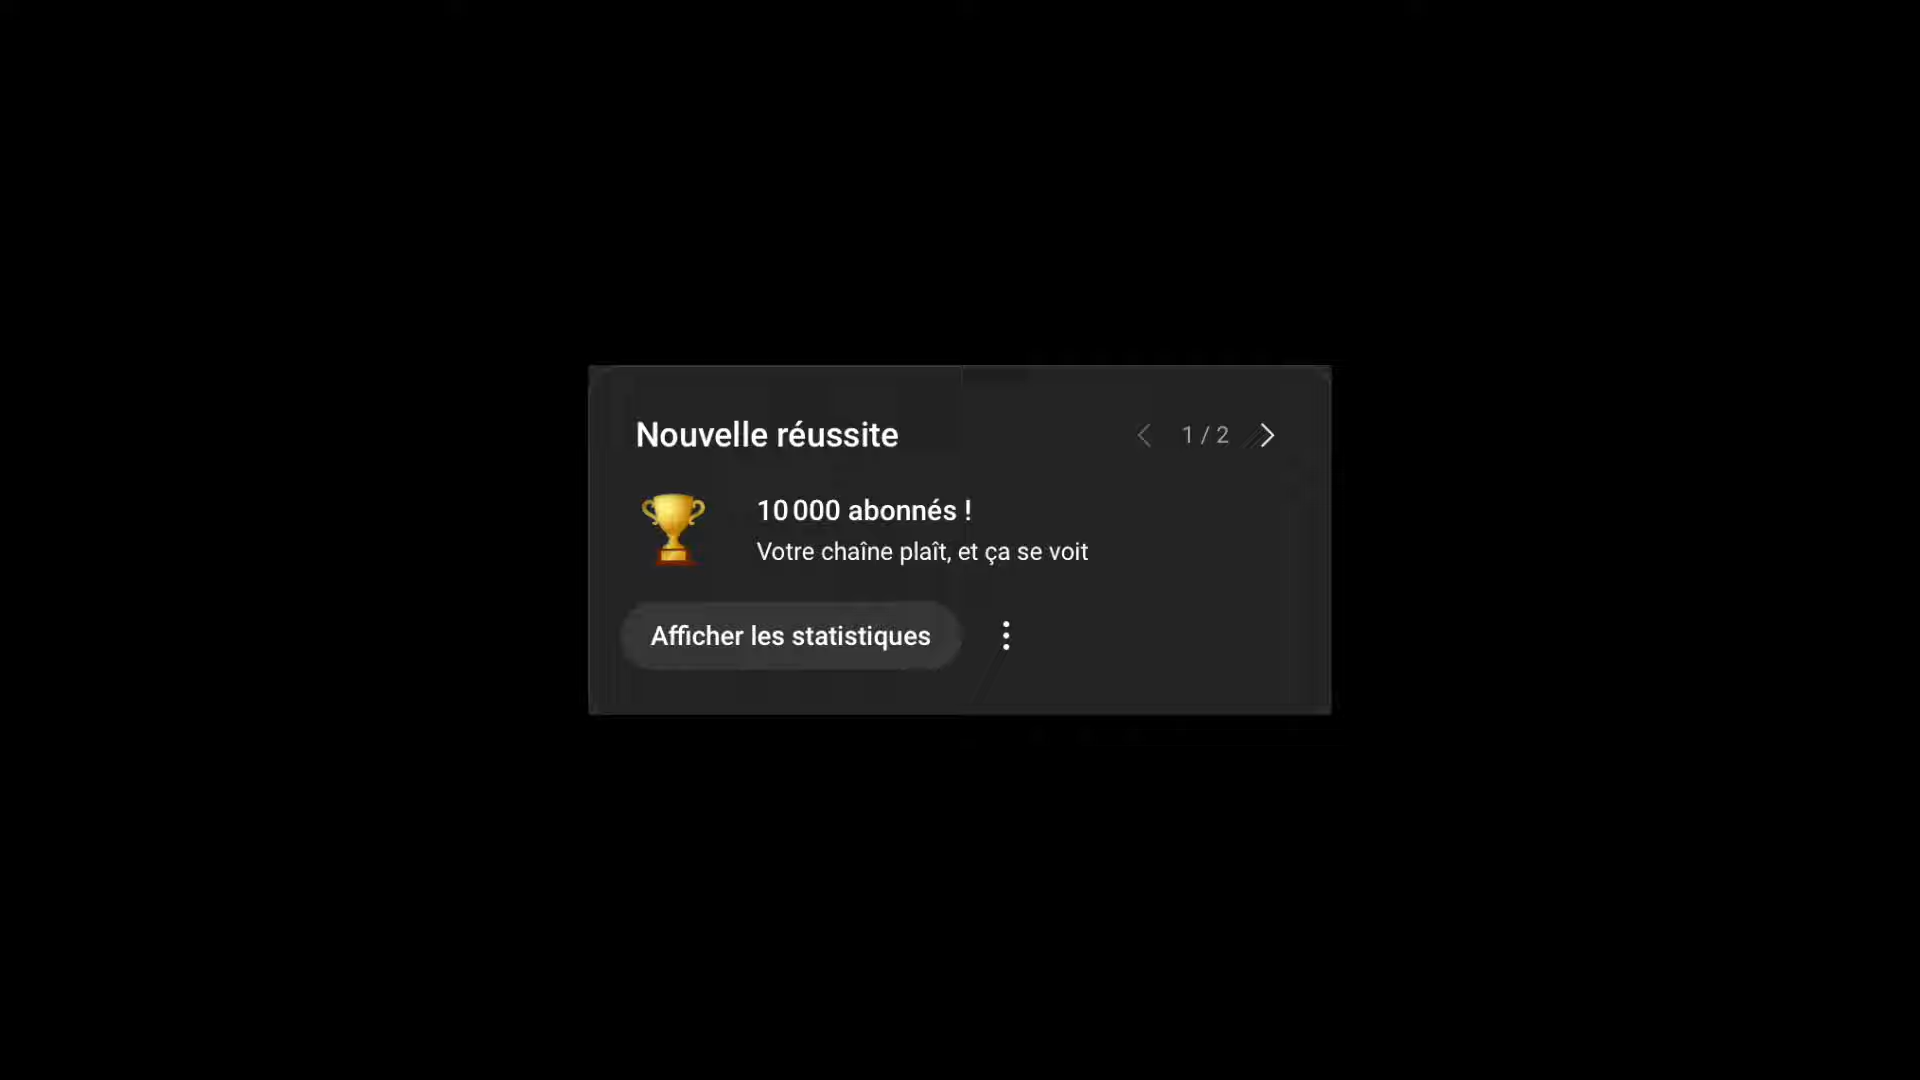 Nouvelle réussite
1 / 2
10 000 abonnés !
Votre chaîne plaît, et ça se voit
Afficher les statistiques